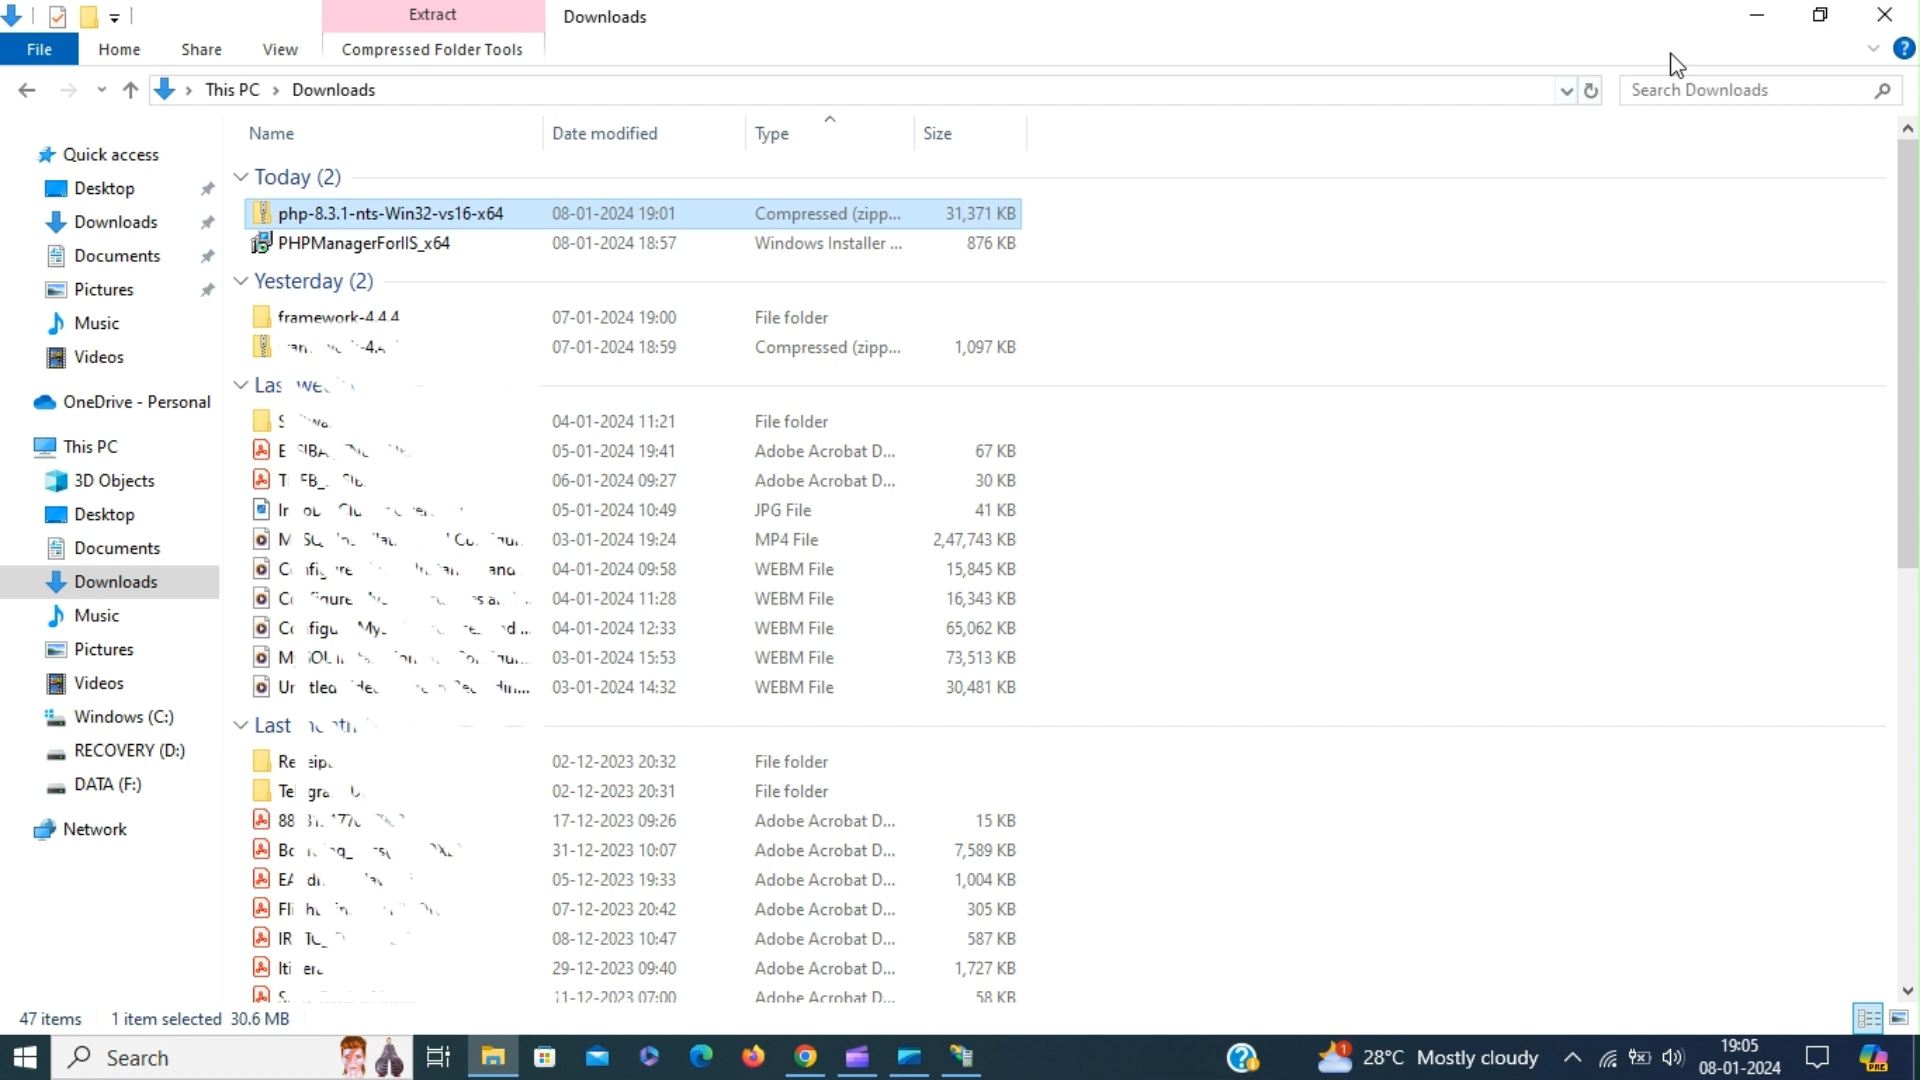 Extract
Downloads
File Home Share View Compressed Folder Tools
This PC Downloads
Search Downloads
Name Date modified Type Size
Quick access
Desktop
Downloads
Documents
Pictures
Music
Videos
OneDrive - Personal
This PC
3D Objects
Desktop
Documents
Downloads
Music
Pictures
Videos
Windows (C:)
RECOVERY (D:)
DATA (F:)
Network
Today (2)
php-8.3.1-nts-Win32-vs16-x64 08-01-2024 19:01 Compressed (zipp... 31,371 KB
PHPManagerForIIS_x64 08-01-2024 18:57 Windows Installer ... 876 KB
Yesterday (2)
framework-4.4.4 07-01-2024 19:00 File folder
07-01-2024 18:59 Compressed (zipp... 1,097 KB
04-01-2024 11:21 File folder
05-01-2024 19:41 Adobe Acrobat D... 67 KB
06-01-2024 09:27 Adobe Acrobat D... 30 KB
05-01-2024 10:49 JPG File 41 KB
03-01-2024 19:24 MP4 File 2,47,743 KB
04-01-2024 09:58 WEBM File 15,845 KB
04-01-2024 11:28 WEBM File 16,343 KB
04-01-2024 12:33 WEBM File 65,062 KB
03-01-2024 15:53 WEBM File 73,513 KB
03-01-2024 14:32 WEBM File 30,481 KB
Last
02-12-2023 20:32 File folder
02-12-2023 20:31 File folder
17-12-2023 09:26 Adobe Acrobat D... 15 KB
31-12-2023 10:07 Adobe Acrobat D... 7,589 KB
05-12-2023 19:33 Adobe Acrobat D... 1,004 KB
07-12-2023 20:42 Adobe Acrobat D... 305 KB
08-12-2023 10:47 Adobe Acrobat D... 587 KB
29-12-2023 09:40 Adobe Acrobat D... 1,727 KB
11-12-2023 07:00 Adobe Acrobat D... 58 KB
47 items 1 item selected 30.6 MB
Search
1
28°C Mostly cloudy
19:05
08-01-2024
PRE